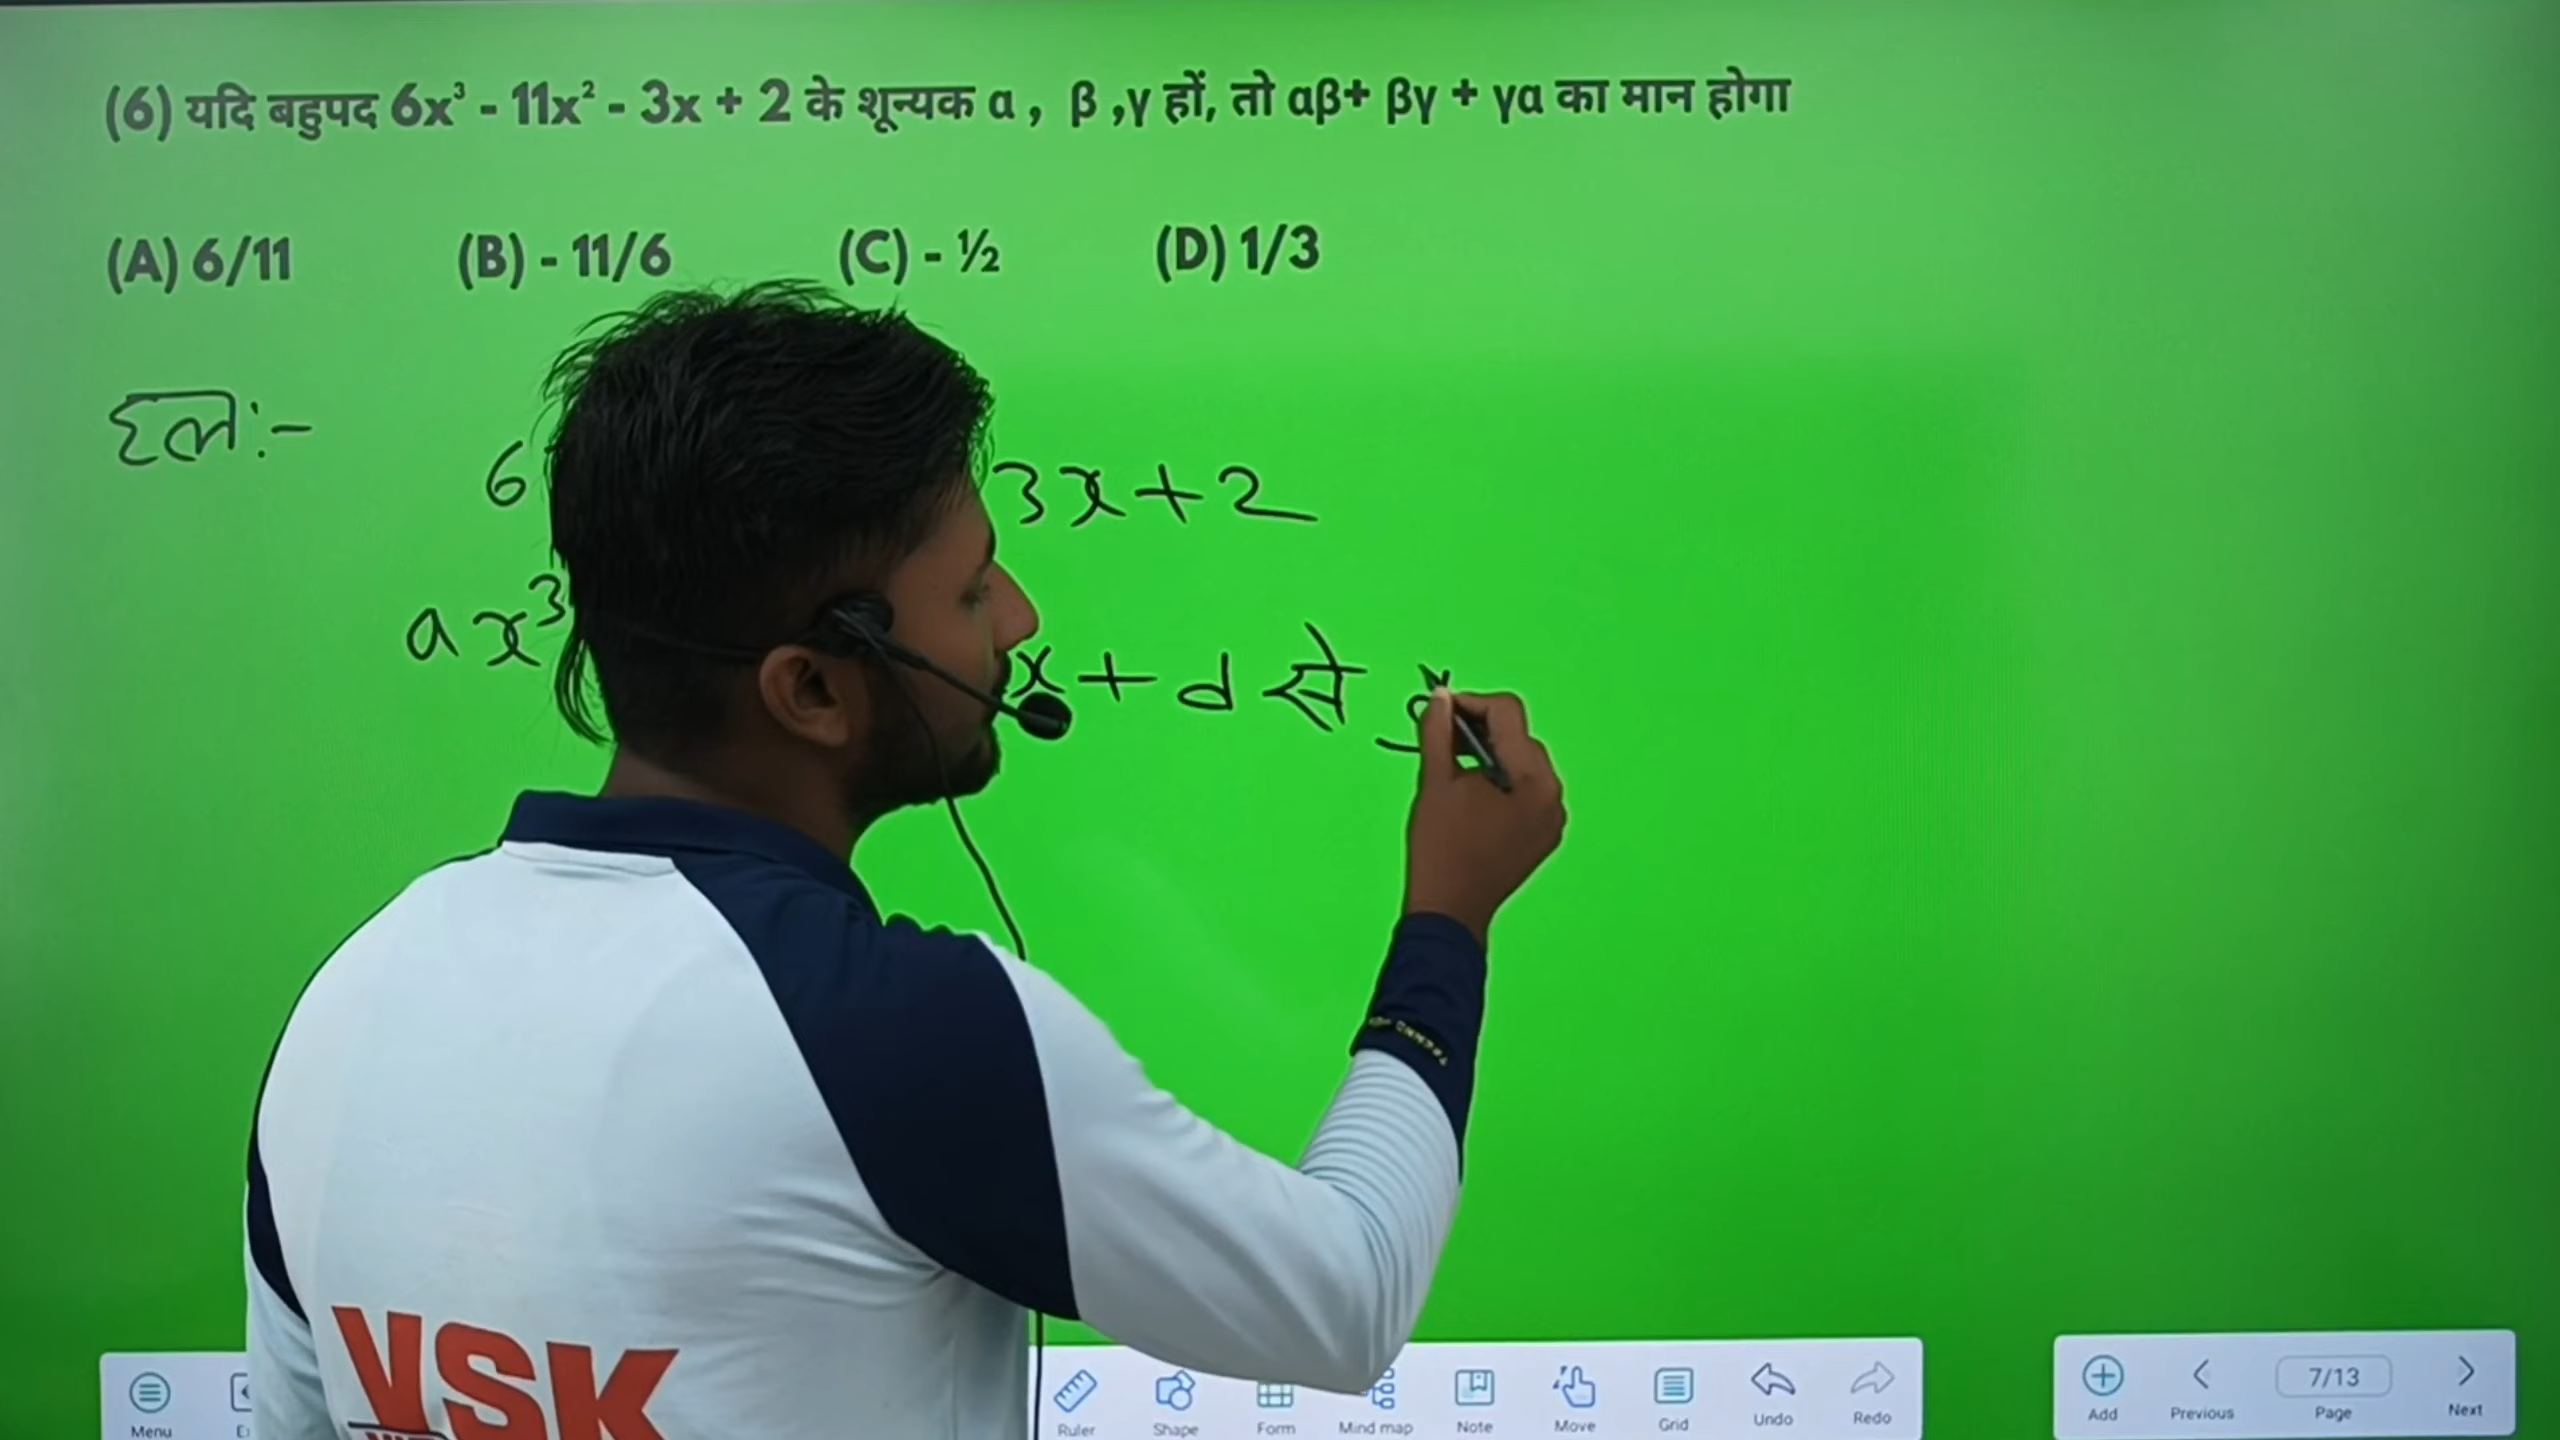 (6) यदि बहुपद 6x³ - 11x² - 3x + 2 के शून्यक α , β ,γ हों, तो αβ+ βγ + γα का मान होगा
(A) 6/11 (B) - 11/6 (C) - ½ (D) 1/3
हल:-
6 3x+2
ax³ x+d से
VSK
Menu Ruler Shape Form Mind map Note Move Grid Undo Redo Add Previous 7/13 Page Next